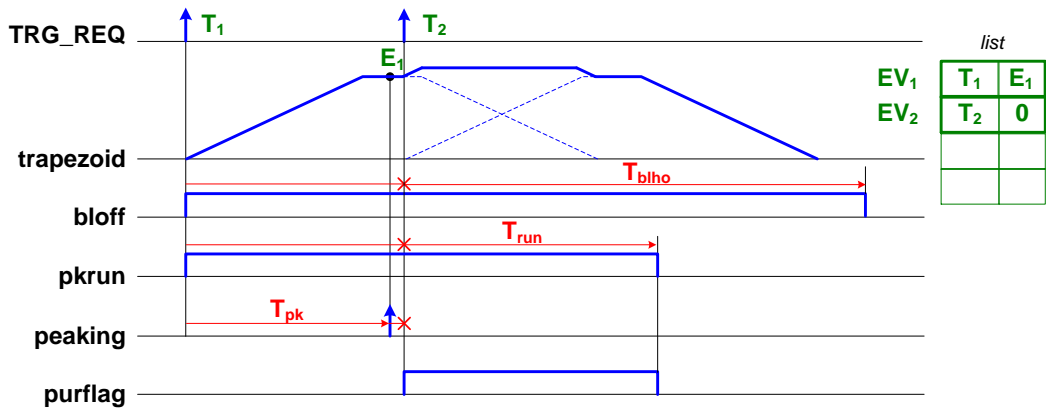 TRG_REQ
T1
T2
list
E1
EV1 T1 E1
EV2 T2 0
trapezoid
Tblho
bloff
Trun
pkrun
Tpk
peaking
purflag